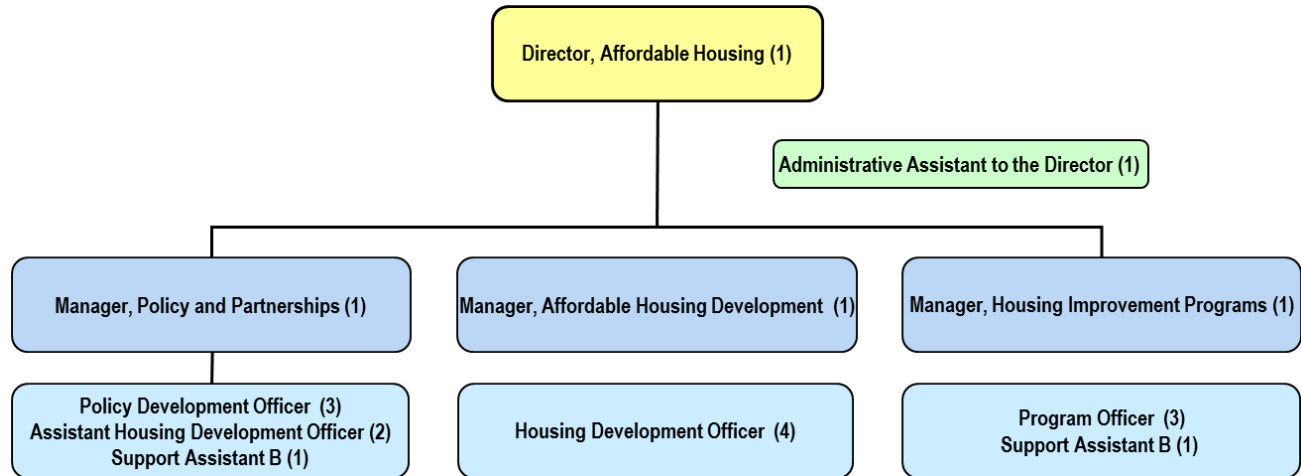 Director, Affordable Housing (1)
Administrative Assistant to the Director (1)
Manager, Policy and Partnerships (1)
Manager, Affordable Housing Development (1)
Manager, Housing Improvement Programs (1)
Policy Development Officer (3)
Assistant Housing Development Officer (2)
Support Assistant B (1)
Housing Development Officer (4)
Program Officer (3)
Support Assistant B (1)